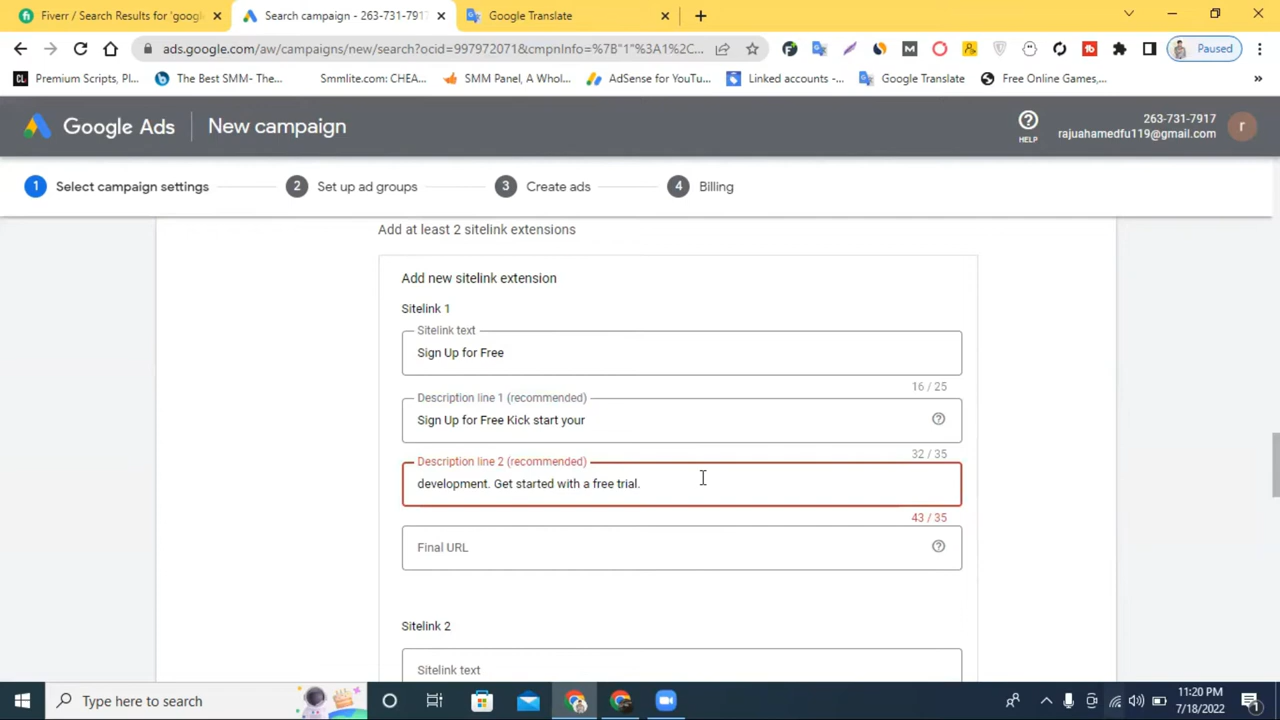 Fiverr / Search Results for 'googl
Search campaign - 263-731-7917
Google Translate
ads.google.com/aw/campaigns/new/search?ocid=997972071&cmpnInfo=%7B"1"%3A1%2C...
Paused
Premium Scripts, Pl...
The Best SMM- The...
Smmlite.com: CHEA...
SMM Panel, A Whol...
AdSense for YouTu...
Linked accounts -...
Google Translate
Free Online Games,...
»
Google Ads
New campaign
HELP
263-731-7917
rajuahamedfu119@gmail.com
r
1 Select campaign settings
2 Set up ad groups
3 Create ads
4 Billing
Add at least 2 sitelink extensions
Add new sitelink extension
Sitelink 1
Sitelink text
Sign Up for Free
16 / 25
Description line 1 (recommended)
Sign Up for Free Kick start your
32 / 35
Description line 2 (recommended)
development. Get started with a free trial.
43 / 35
Final URL
Sitelink 2
Sitelink text
Type here to search
11:20 PM
7/18/2022
1